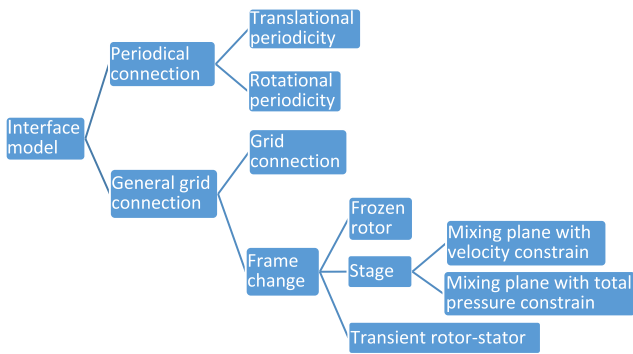 Translational
periodicity
Periodical
connection
Rotational
periodicity
Interface
model
Grid
connection
General grid
connection
Frozen
rotor
Mixing plane with
velocity constrain
Frame
change
Stage
Mixing plane with total
pressure constrain
Transient rotor-stator